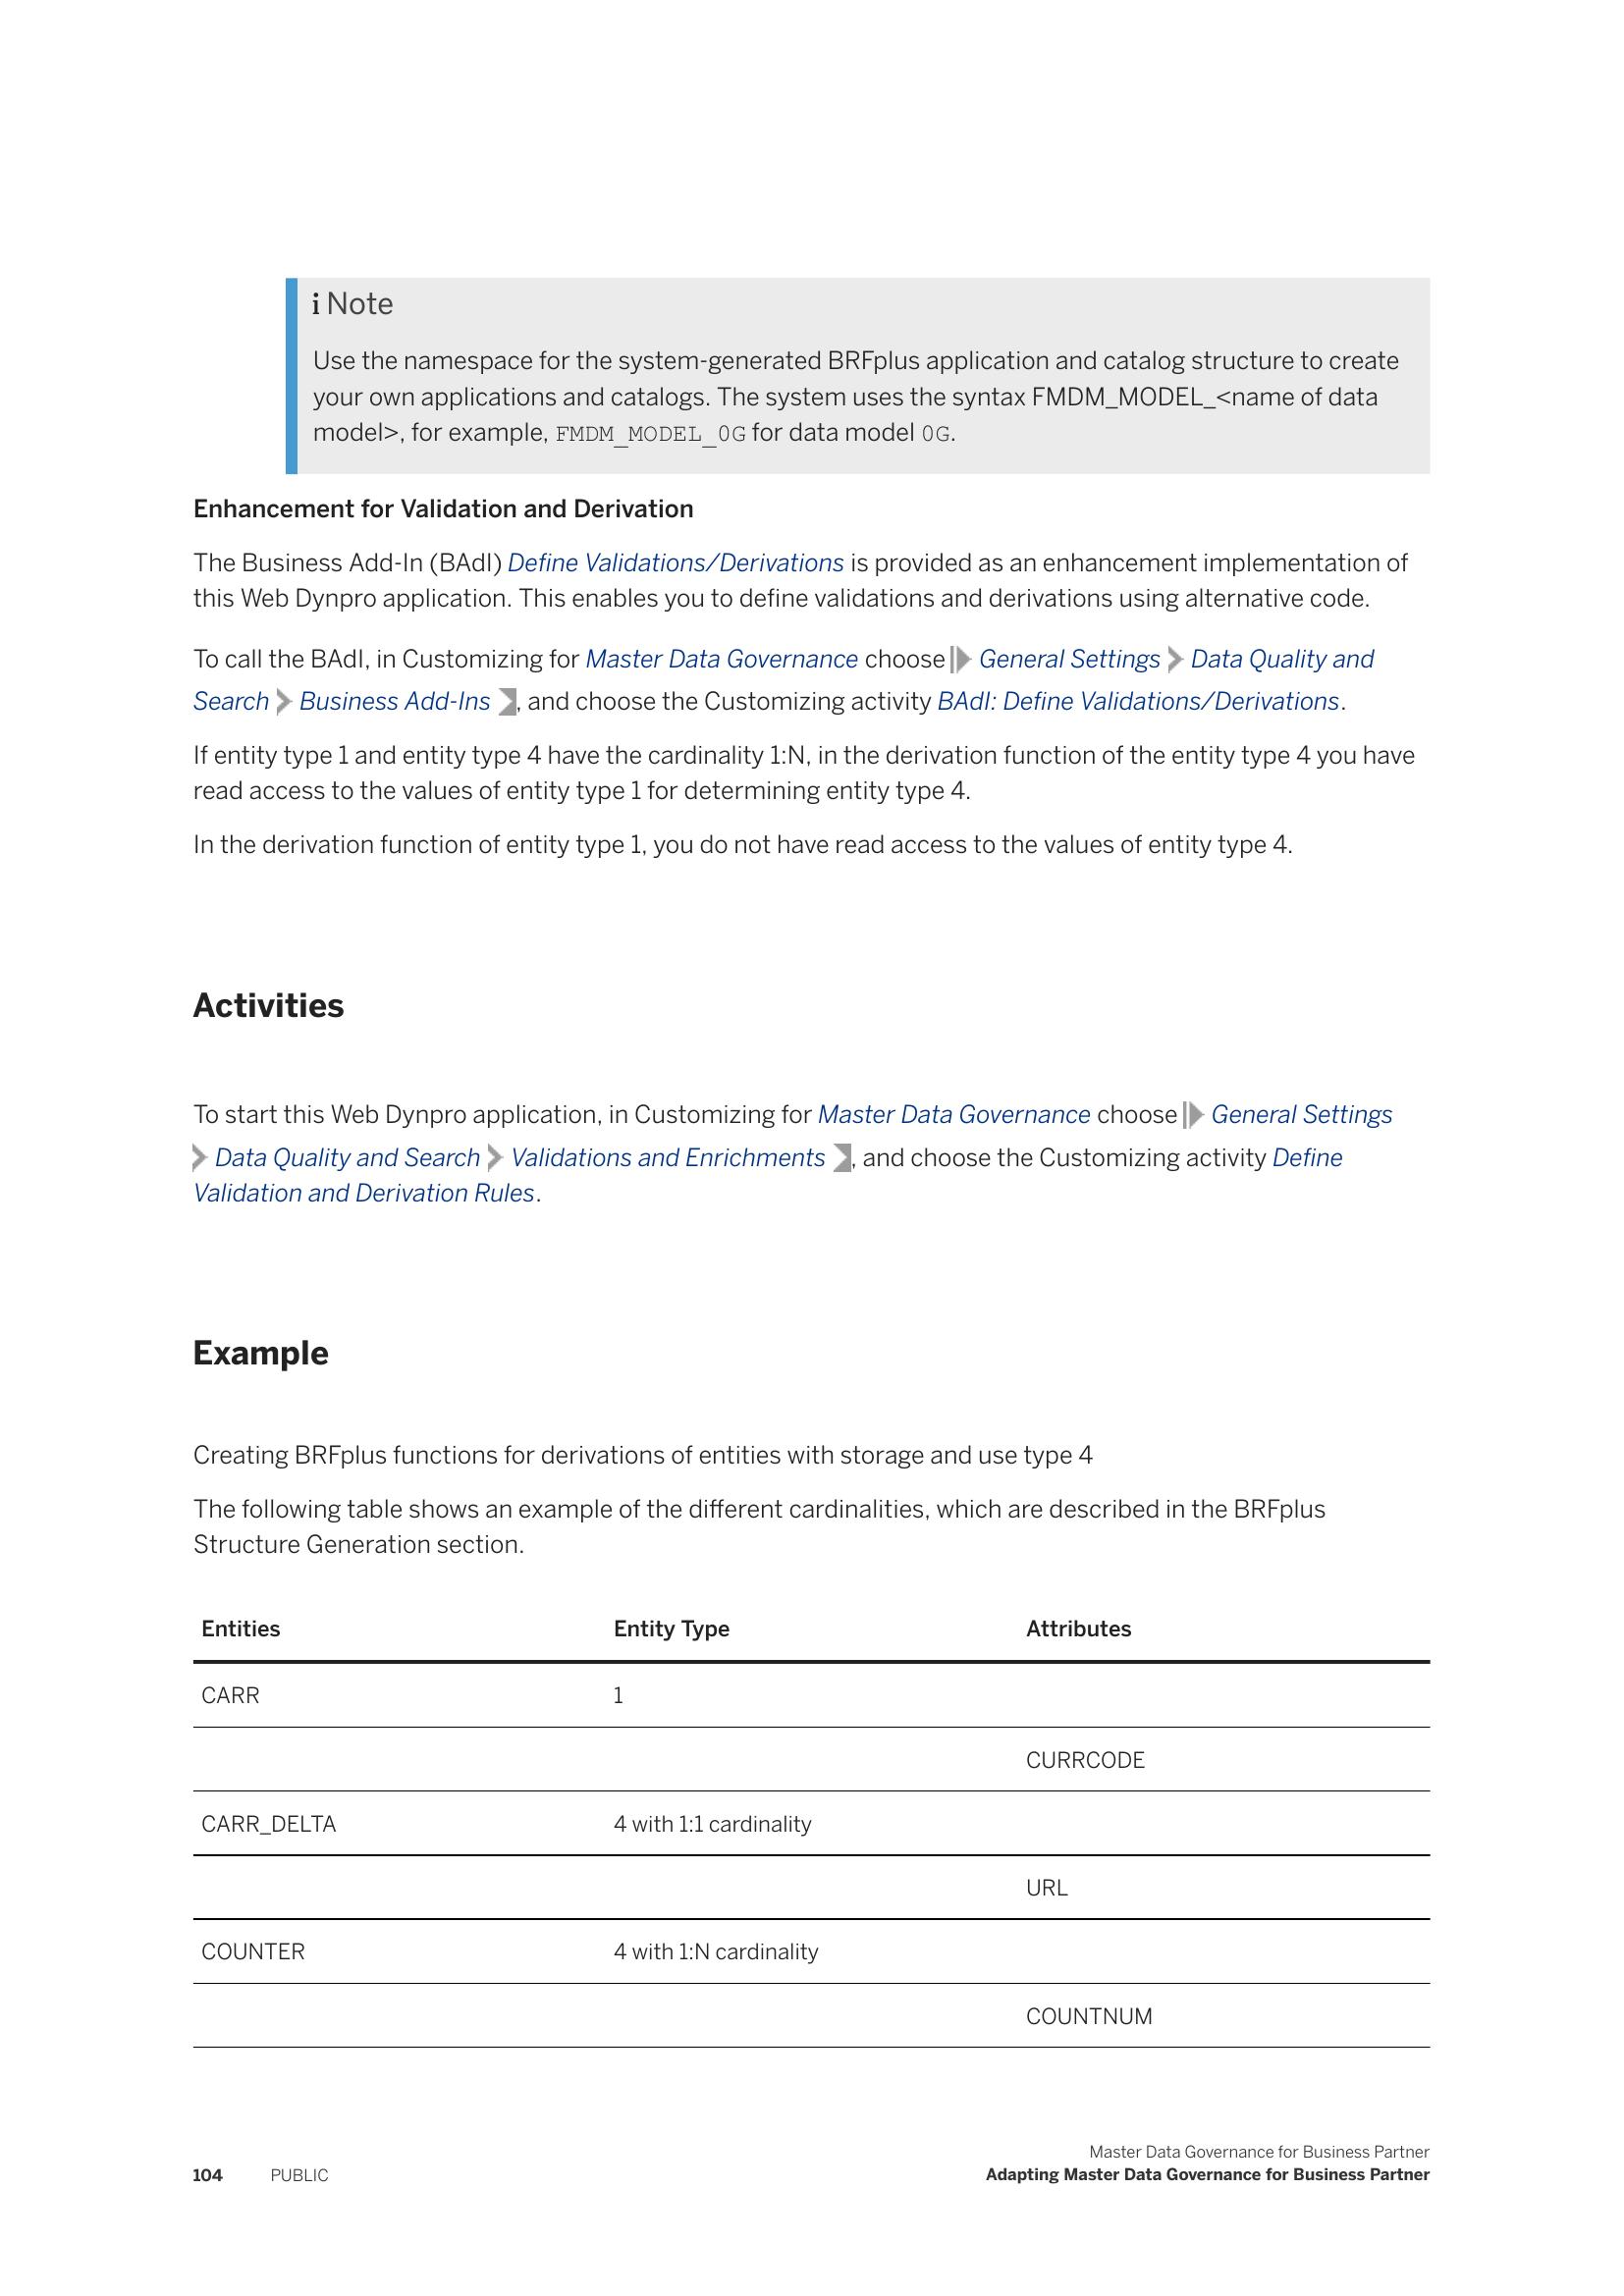 i Note
Use the namespace for the system-generated BRFplus application and catalog structure to create
your own applications and catalogs. The system uses the syntax FMDM_MODEL_<name of data
model>, for example, FMDM_MODEL_0G for data model 0G.
Enhancement for Validation and Derivation
The Business Add-In (BAdI) Define Validations/Derivations is provided as an enhancement implementation of
this Web Dynpro application. This enables you to define validations and derivations using alternative code.
To call the BAdI, in Customizing for Master Data Governance choose General Settings Data Quality and
Search Business Add-Ins , and choose the Customizing activity BAdI: Define Validations/Derivations.
If entity type 1 and entity type 4 have the cardinality 1:N, in the derivation function of the entity type 4 you have
read access to the values of entity type 1 for determining entity type 4.
In the derivation function of entity type 1, you do not have read access to the values of entity type 4.
Activities
To start this Web Dynpro application, in Customizing for Master Data Governance choose General Settings
Data Quality and Search Validations and Enrichments , and choose the Customizing activity Define
Validation and Derivation Rules.
Example
Creating BRFplus functions for derivations of entities with storage and use type 4
The following table shows an example of the different cardinalities, which are described in the BRFplus
Structure Generation section.
Entities Entity Type Attributes
CARR 1
CURRCODE
CARR_DELTA 4 with 1:1 cardinality
URL
COUNTER 4 with 1:N cardinality
COUNTNUM
Master Data Governance for Business Partner
104 PUBLIC Adapting Master Data Governance for Business Partner